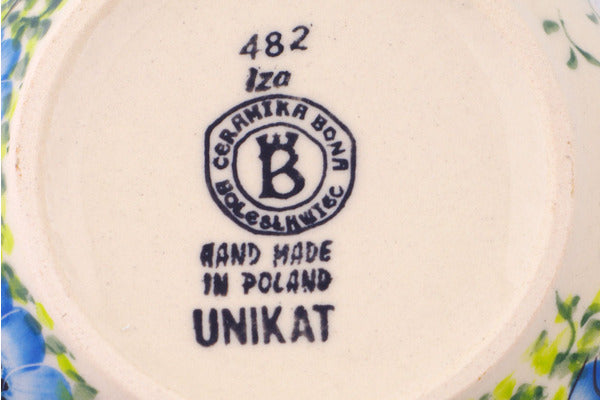 482
Iza
CERAMIKA BONA
B
BOLESŁAWIEC
HAND MADE
IN POLAND
UNIKAT